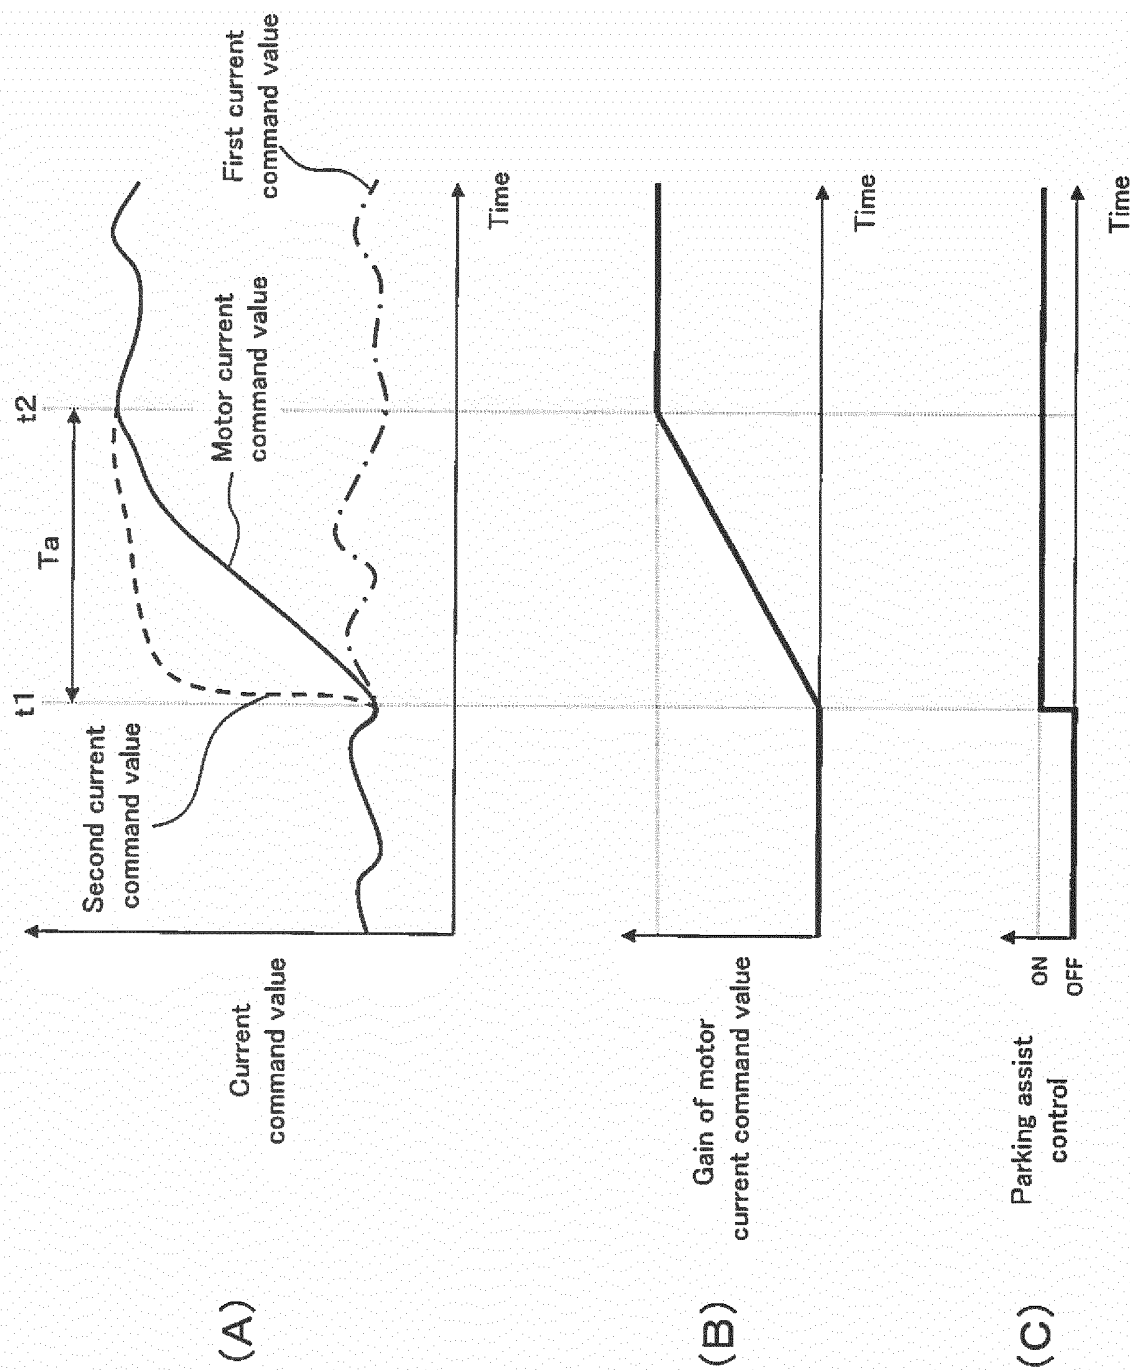 (A)
Current
command value
t1
t2
Ta
Second current
command value
Motor current
command value
First current
command value
Time
(B)
Gain of motor
current command value
Time
(C)
Parking assist
control
ON
OFF
Time